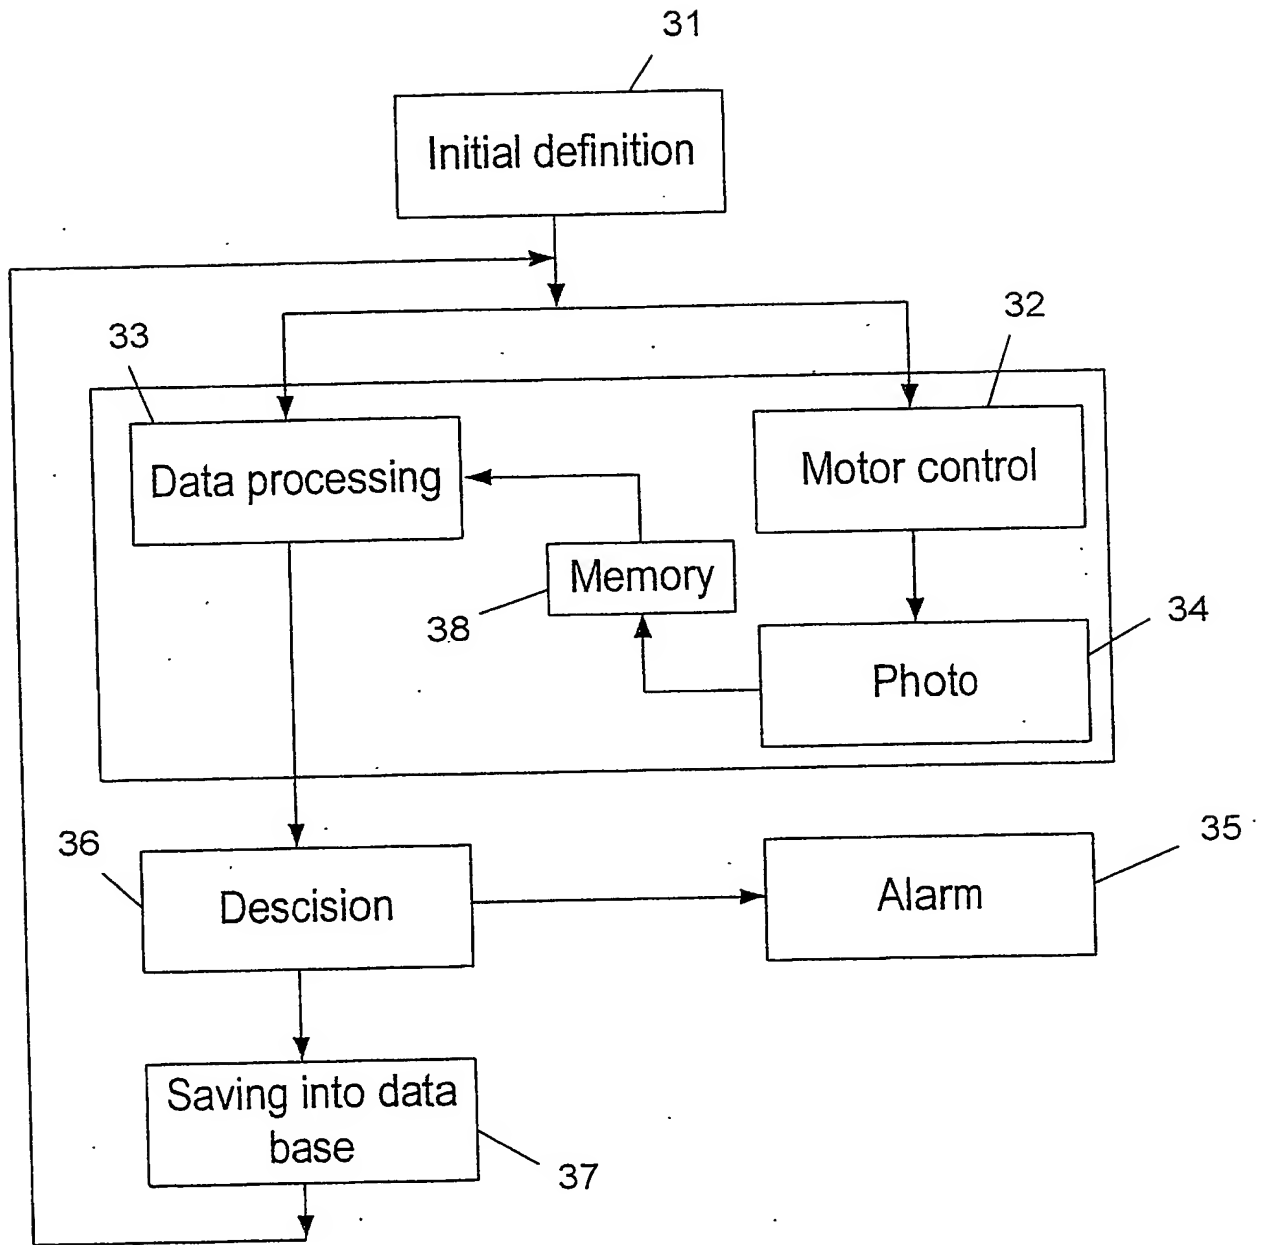 31
Initial definition
32
33
Data processing
Motor control
Memory
38
34
Photo
36
35
Descision
Alarm
Saving into data
base
37